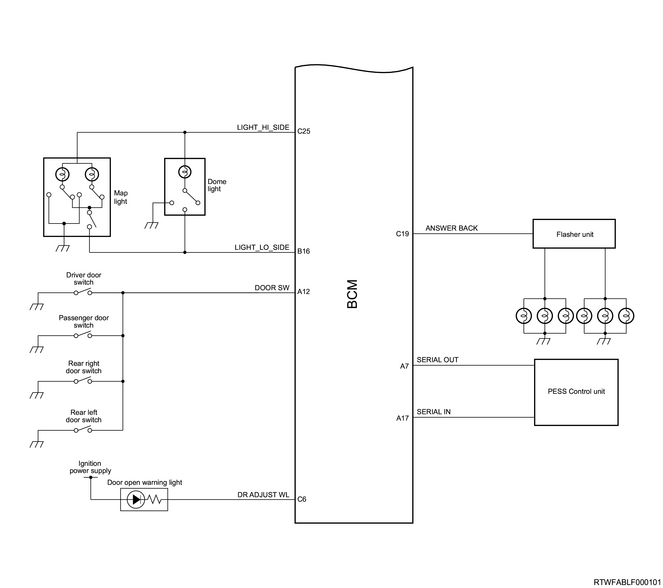 LIGHT_HI_SIDE
C25
Map
light
Dome
light
LIGHT_LO_SIDE
B16
Driver door
switch
DOOR SW
A12
Passenger door
switch
Rear right
door switch
Rear left
door switch
Ignition
power supply
Door open warning light
DR ADJUST WL
C6
BCM
C19
ANSWER BACK
Flasher unit
A7
SERIAL OUT
PESS Control unit
A17
SERIAL IN
RTWFABLF000101